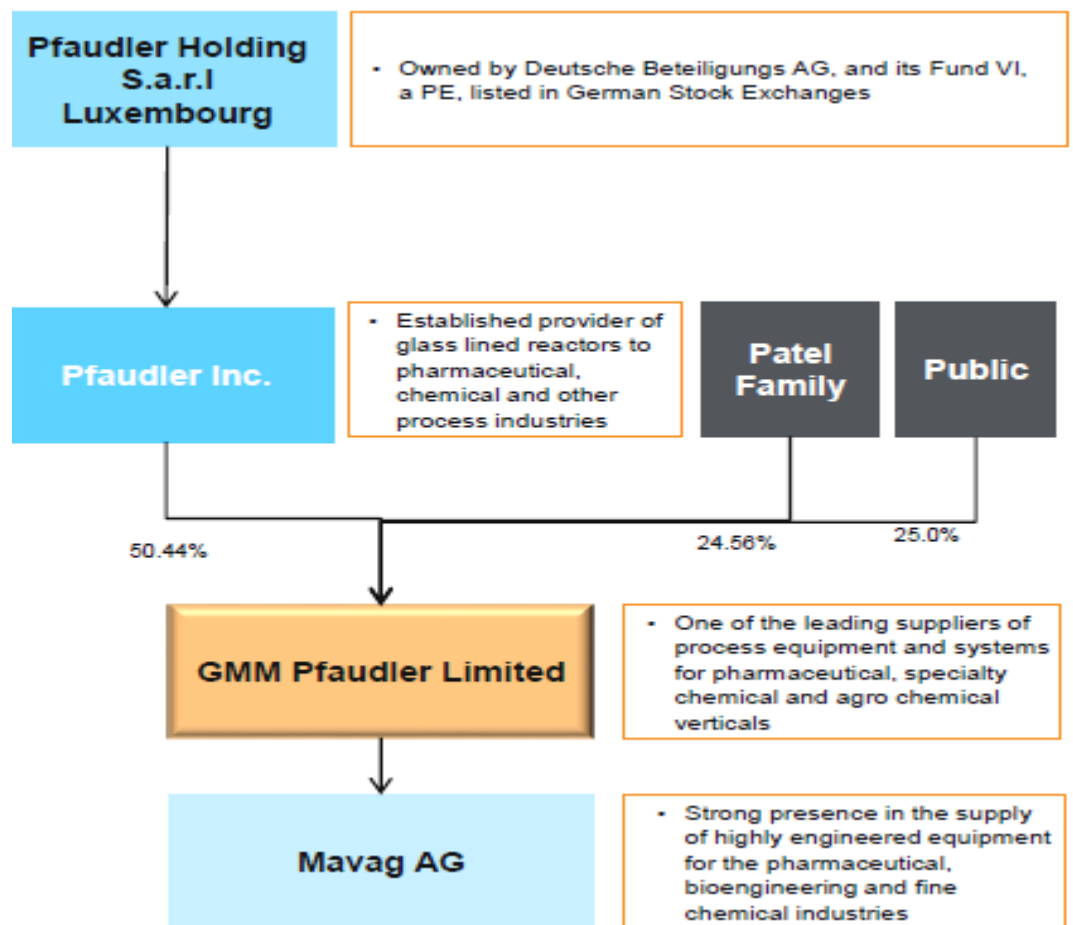 Pfaudler Holding
S.a.r.l
Luxembourg
▪ Owned by Deutsche Beteiligungs AG, and its Fund VI,
a PE, listed in German Stock Exchanges
Pfaudler Inc.
▪ Established provider of
glass lined reactors to
pharmaceutical,
chemical and other
process industries
Patel
Family
Public
50.44%
24.56%
25.0%
GMM Pfaudler Limited
▪ One of the leading suppliers of
process equipment and systems
for pharmaceutical, specialty
chemical and agro chemical
verticals
Mavag AG
▪ Strong presence in the supply
of highly engineered equipment
for the pharmaceutical,
bioengineering and fine
chemical industries